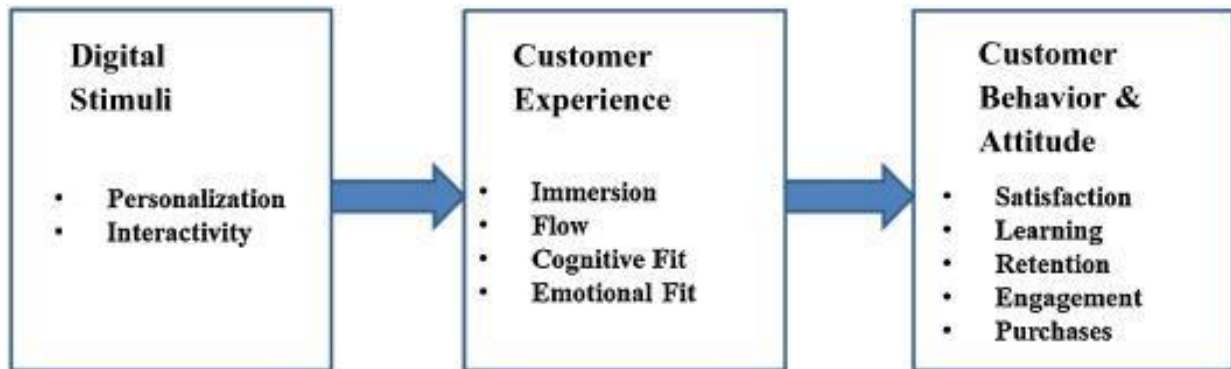 Digital
Stimuli
• Personalization
• Interactivity
Customer
Experience
• Immersion
• Flow
• Cognitive Fit
• Emotional Fit
Customer
Behavior &
Attitude
• Satisfaction
• Learning
• Retention
• Engagement
• Purchases